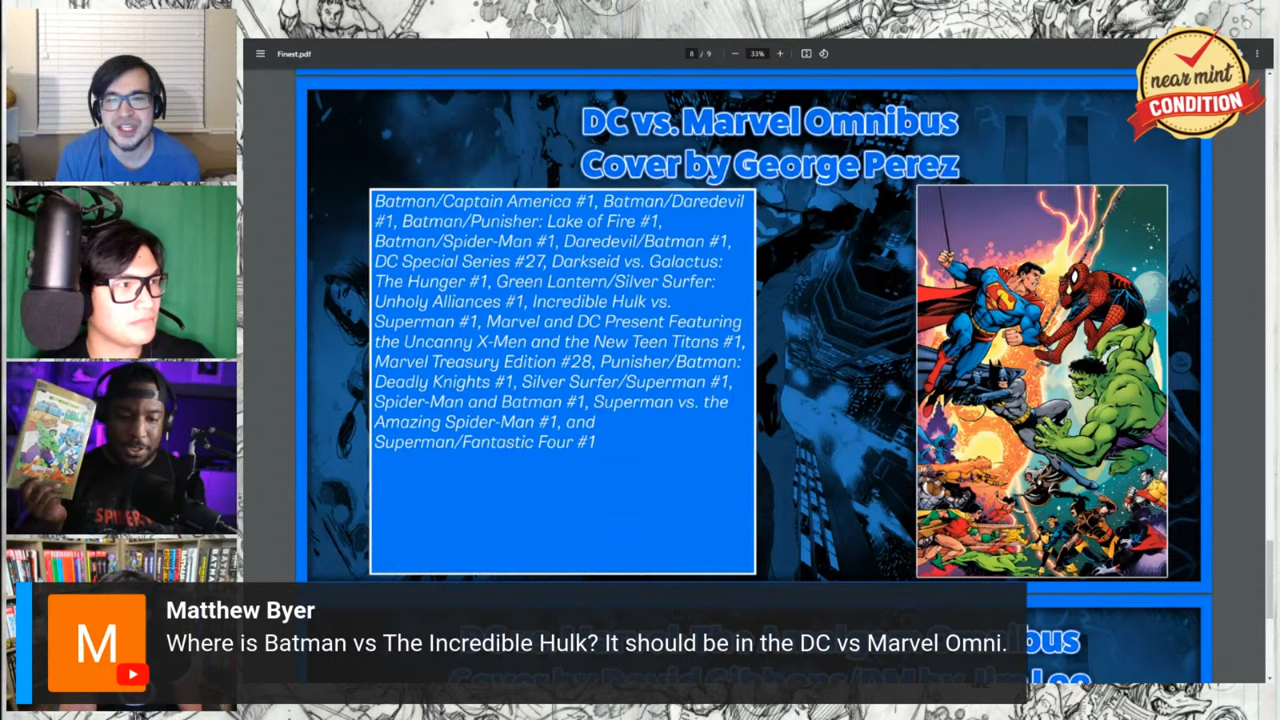 Finest.pdf
8 / 9
33%
near mint
CONDITION
DC vs. Marvel Omnibus
Cover by George Perez
Batman/Captain America #1, Batman/Daredevil
#1, Batman/Punisher: Lake of Fire #1,
Batman/Spider-Man #1, Daredevil/Batman #1,
DC Special Series #27, Darkseid vs. Galactus:
The Hunger #1, Green Lantern/Silver Surfer:
Unholy Alliances #1, Incredible Hulk vs.
Superman #1, Marvel and DC Present Featuring
the Uncanny X-Men and the New Teen Titans #1,
Marvel Treasury Edition #28, Punisher/Batman:
Deadly Knights #1, Silver Surfer/Superman #1,
Spider-Man and Batman #1, Superman vs. the
Amazing Spider-Man #1, and
Superman/Fantastic Four #1
M
Matthew Byer
Where is Batman vs The Incredible Hulk? It should be in the DC vs Marvel Omni.